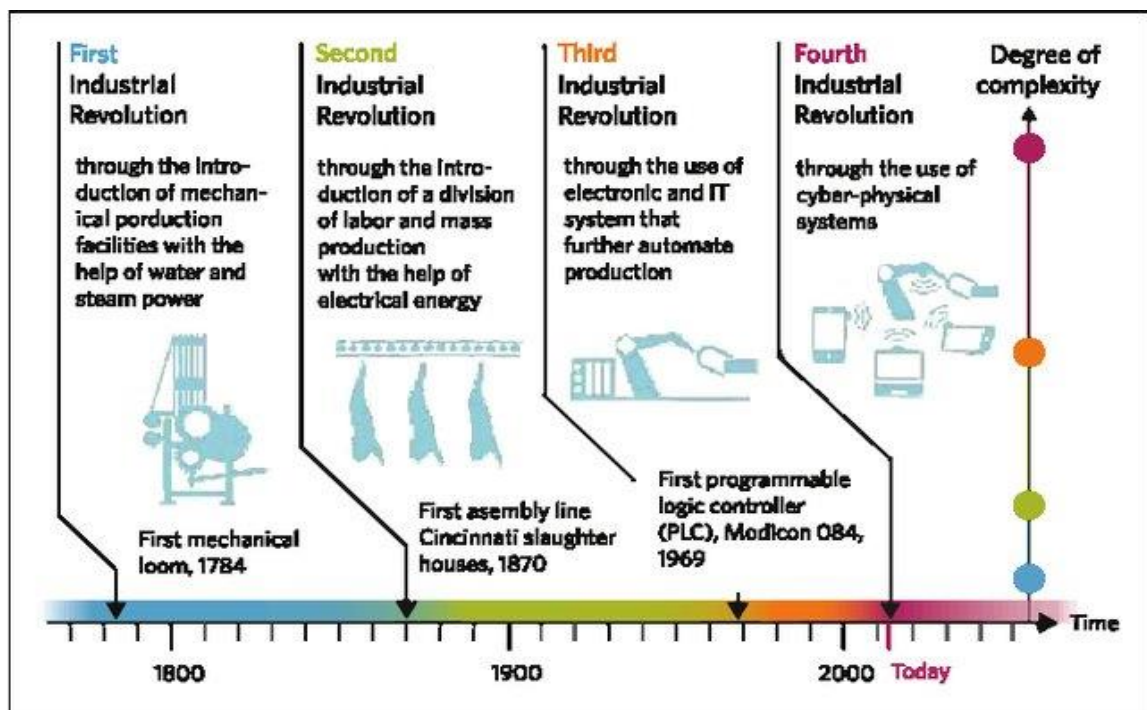 First
Industrial
Revolution
through the intro-
duction of mechan-
ical porduction
facilities with the
help of water and
steam power
First mechanical
loom, 1784
Second
Industrial
Revolution
through the intro-
duction of a division
of labor and mass
production
with the help of
electrical energy
First asembly line
Cincinnati slaughter
houses, 1870
Third
Industrial
Revolution
through the use of
electronic and IT
system that
further automate
production
First programmable
logic controller
(PLC), Modicon 084,
1969
Fourth
Industrial
Revolution
through the use of
cyber-physical
systems
Degree of
complexity
Time
1800
1900
2000
Today